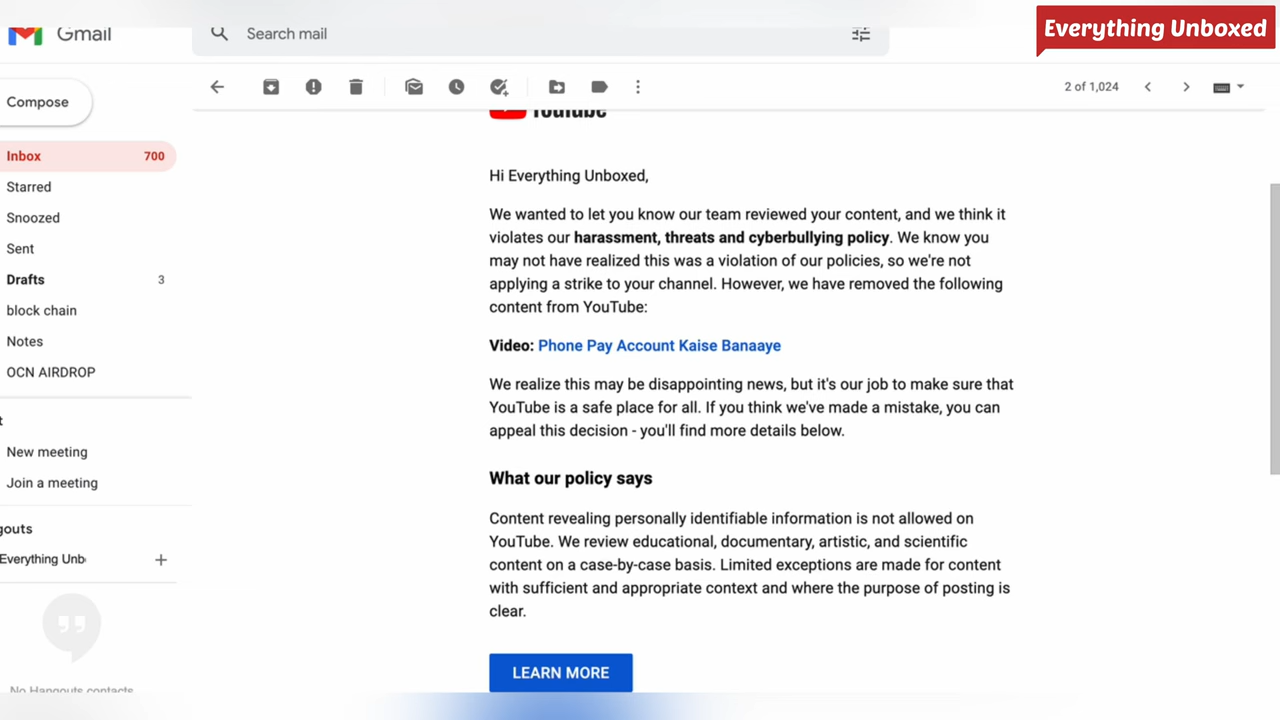 Everything Unboxed
Gmail
Search mail
Compose
2 of 1,024
Inbox 700
Starred
Snoozed
Sent
Drafts 3
block chain
Notes
OCN AIRDROP
t
New meeting
Join a meeting
gouts
Everything Unb
No Hangouts contacts
YouTube
Hi Everything Unboxed,
We wanted to let you know our team reviewed your content, and we think it
violates our harassment, threats and cyberbullying policy. We know you
may not have realized this was a violation of our policies, so we're not
applying a strike to your channel. However, we have removed the following
content from YouTube:
Video: Phone Pay Account Kaise Banaaye
We realize this may be disappointing news, but it's our job to make sure that
YouTube is a safe place for all. If you think we've made a mistake, you can
appeal this decision - you'll find more details below.
What our policy says
Content revealing personally identifiable information is not allowed on
YouTube. We review educational, documentary, artistic, and scientific
content on a case-by-case basis. Limited exceptions are made for content
with sufficient and appropriate context and where the purpose of posting is
clear.
LEARN MORE